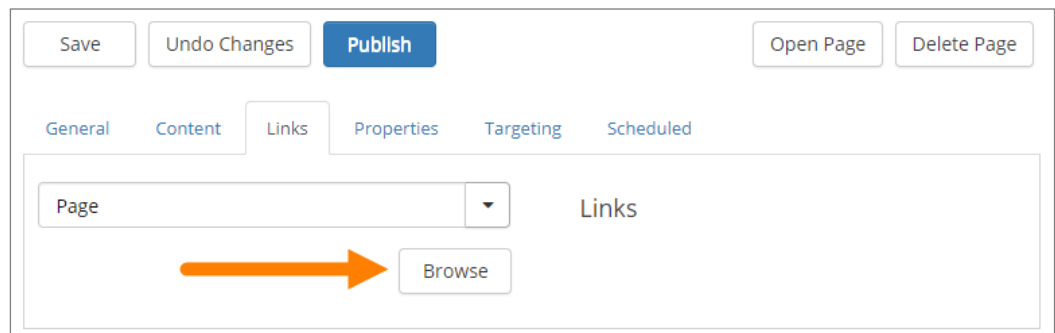 Save Undo Changes Publish Open Page Delete Page
General Content Links Properties Targeting Scheduled
Page Links
Browse